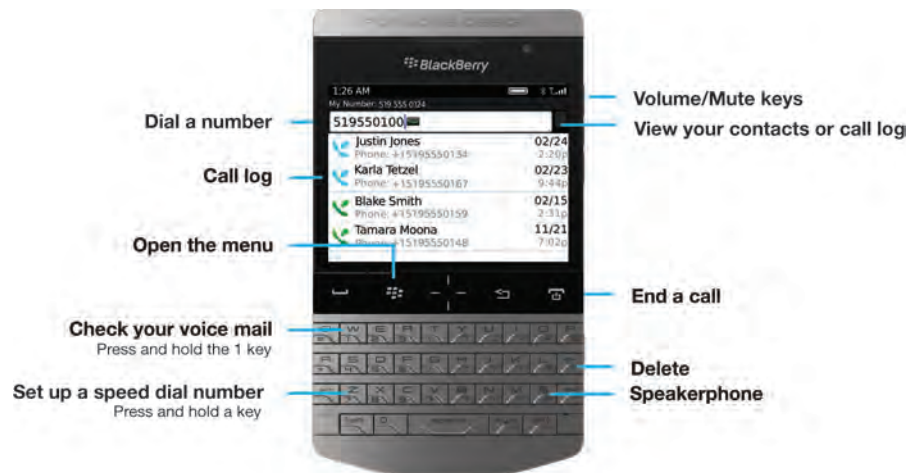 BlackBerry
1:26 AM
My Number: 519 555 0124
Dial a number
519550100
Volume/Mute keys
View your contacts or call log
Justin Jones 02/24
Phone: +15195550134 2:20p
Call log
Karla Tetzel 02/23
Phone: +15195550167 9:44p
Blake Smith 02/15
Phone: +15195550159 2:31p
Tamara Moona 11/21
Phone: +15195550148 7:02p
Open the menu
End a call
Check your voice mail
Press and hold the 1 key
W E R T Y U
Delete
Set up a speed dial number
Press and hold a key
Speakerphone
Z X C V B N